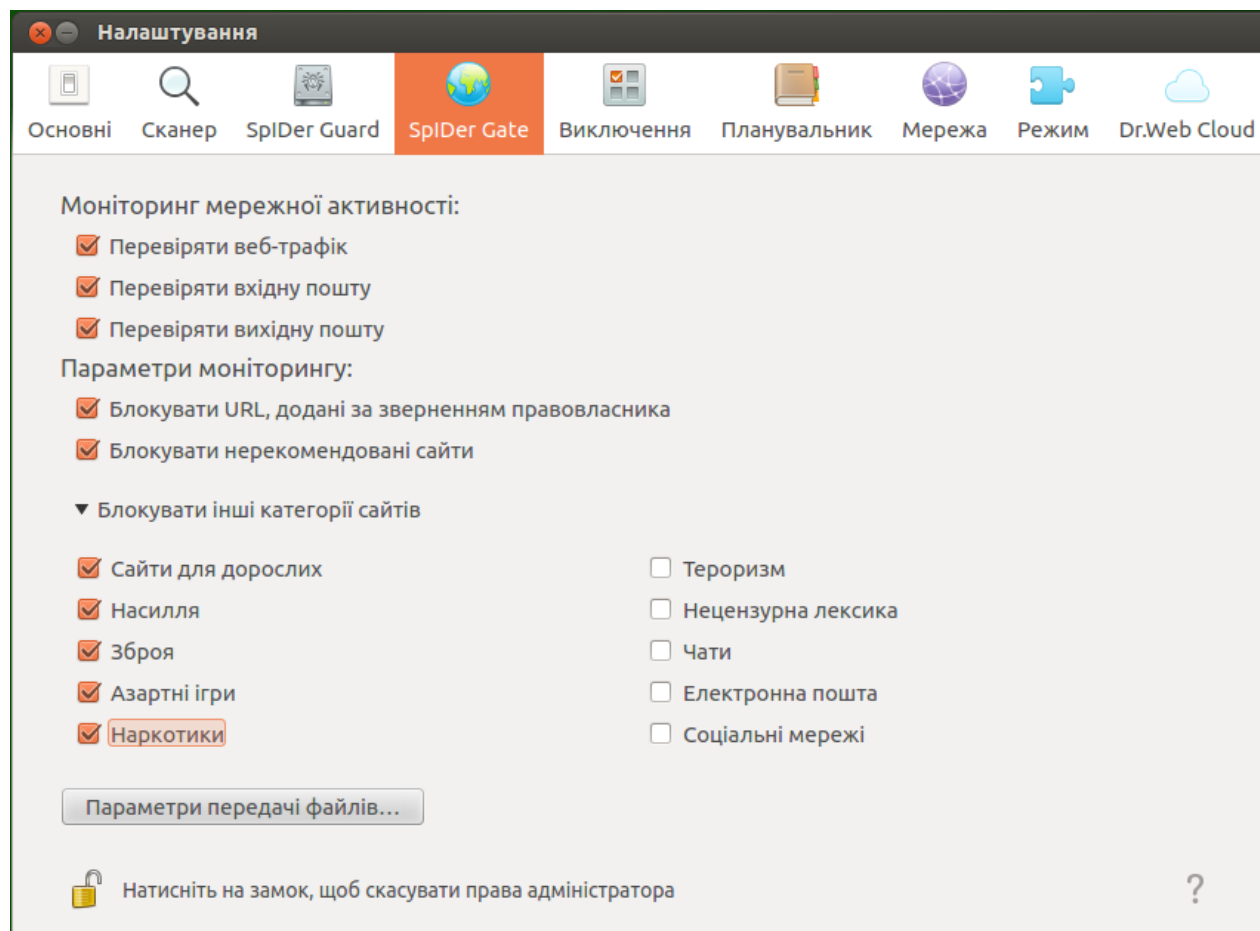 Налаштування
Основні Сканер SpIDer Guard SpIDer Gate Виключення Планувальник Мережа Режим Dr.Web Cloud
Моніторинг мережної активності:
Перевіряти веб-трафік
Перевіряти вхідну пошту
Перевіряти вихідну пошту
Параметри моніторингу:
Блокувати URL, додані за зверненням правовласника
Блокувати нерекомендовані сайти
Блокувати інші категорії сайтів
Сайти для дорослих Тероризм
Насилля Нецензурна лексика
Зброя Чати
Азартні ігри Електронна пошта
Наркотики Соціальні мережі
Параметри передачі файлів...
Натисніть на замок, щоб скасувати права адміністратора ?